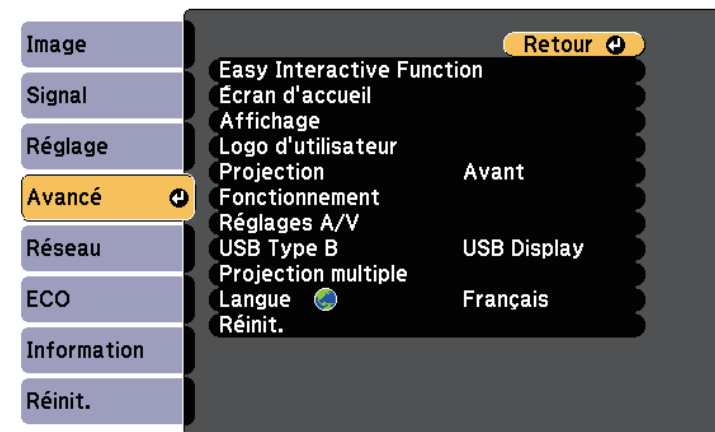 Image
Signal
Réglage
Avancé
Réseau
ECO
Information
Réinit.
Retour
Easy Interactive Function
Écran d'accueil
Affichage
Logo d'utilisateur
Projection Avant
Fonctionnement
Réglages A/V
USB Type B USB Display
Projection multiple
Langue Français
Réinit.